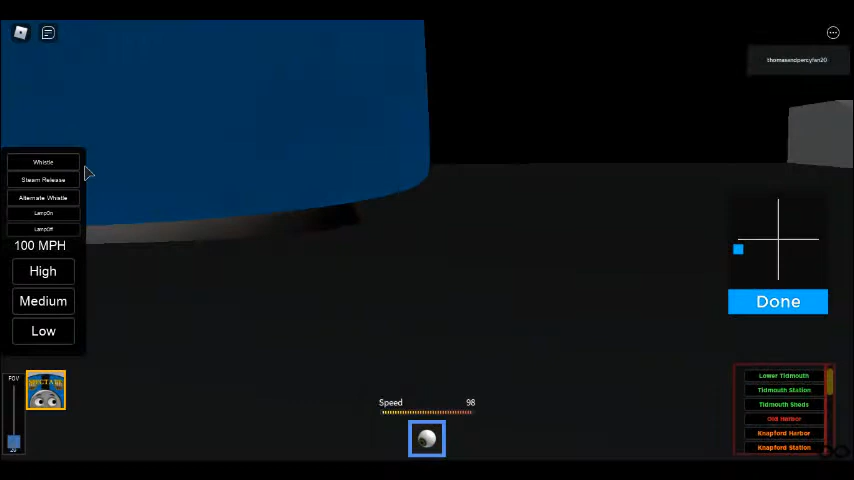 thomasandpercyfan20
Whistle
Steam Release
Alternate Whistle
LampOn
LampOff
100 MPH
High
Medium
Low
Done
FOV
20
Speed 98
Lower Tidmouth
Tidmouth Station
Tidmouth Sheds
Knapford Harbor
Knapford Station